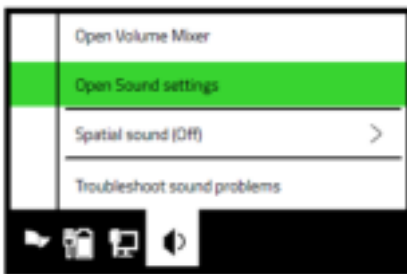 Open Volume Mixer
Open Sound settings
Spatial sound (Off)
Troubleshoot sound problems